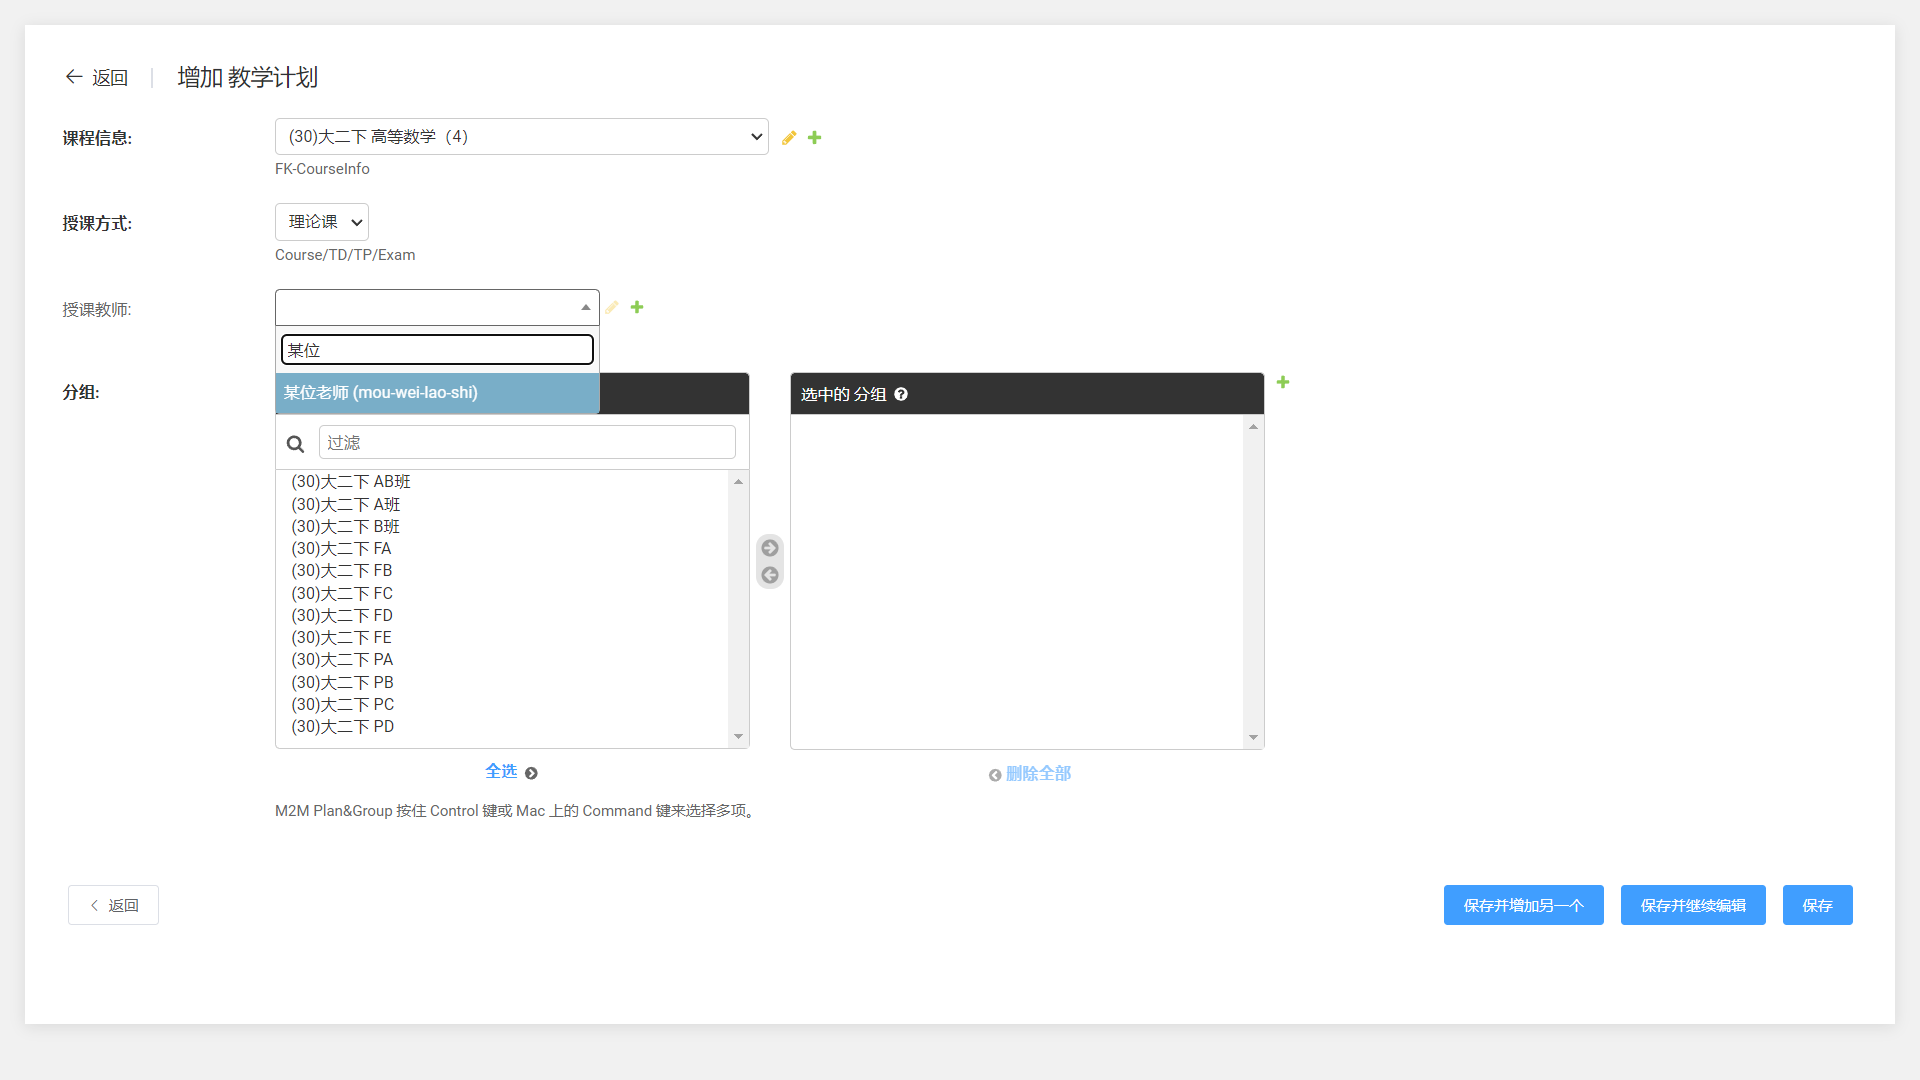 返回
增加 教学计划
课程信息:
(30)大二下 高等数学（4）
FK-CourseInfo
授课方式:
理论课
Course/TD/TP/Exam
授课教师:
某位
某位老师 (mou-wei-lao-shi)
分组:
选中的 分组
过滤
(30)大二下 AB班
(30)大二下 A班
(30)大二下 B班
(30)大二下 FA
(30)大二下 FB
(30)大二下 FC
(30)大二下 FD
(30)大二下 FE
(30)大二下 PA
(30)大二下 PB
(30)大二下 PC
(30)大二下 PD
全选
删除全部
M2M Plan&Group 按住 Control 键或 Mac 上的 Command 键来选择多项。
返回
保存并增加另一个
保存并继续编辑
保存